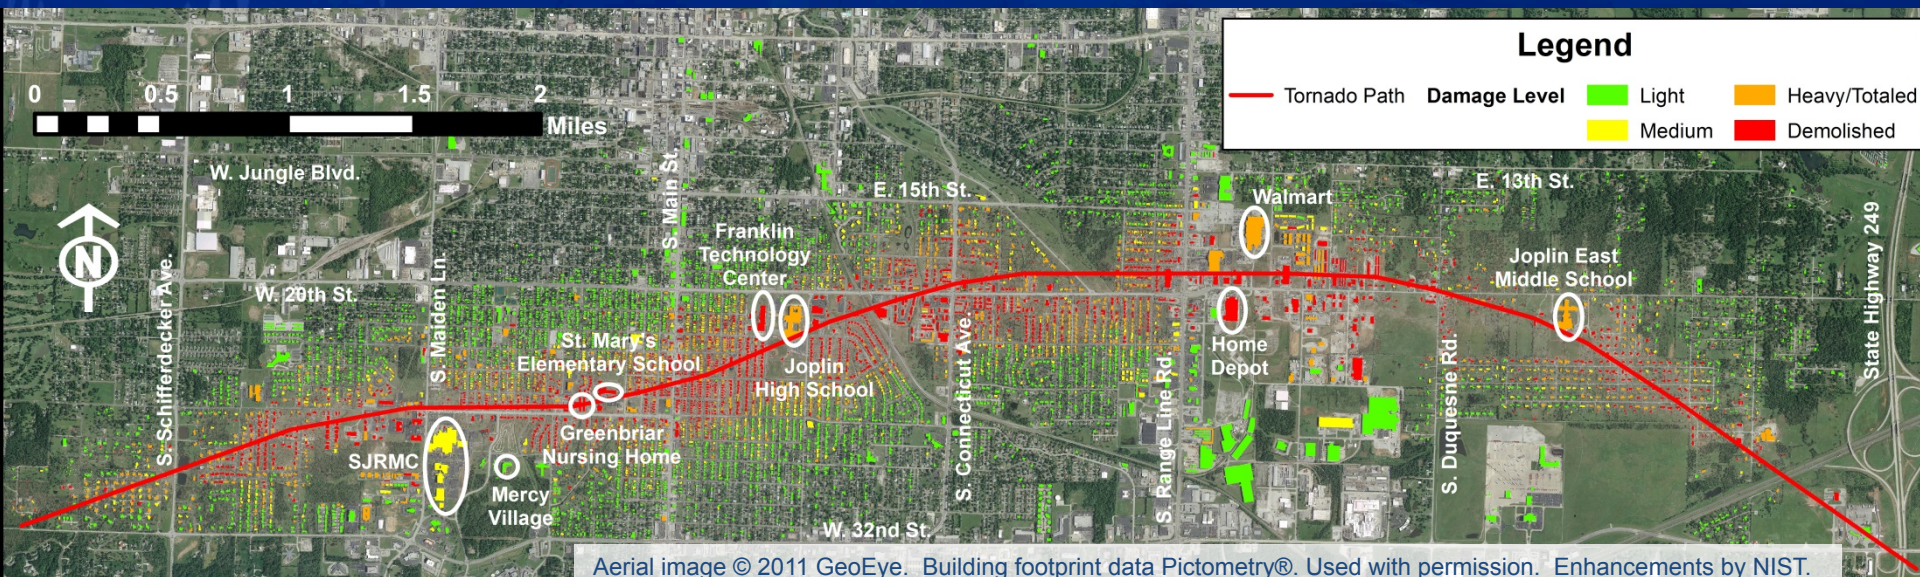 Legend
Tornado Path
Damage Level
Light
Heavy/Totaled
Medium
Demolished
0 0.5 1 1.5 2
Miles
W. Jungle Blvd.
S. Main St.
E. 15th St.
E. 13th St.
Walmart
State Highway 249
N
Franklin
Technology
Center
Joplin East
Middle School
S. Schifferdecker Ave.
W. 20th St.
S. Maiden Ln.
St. Mary's
Elementary School
Joplin
High School
S. Connecticut Ave.
S. Range Line Rd.
Home
Depot
S. Duquesne Rd.
SJRMC
Greenbriar
Nursing Home
Mercy
Village
W. 32nd St.
Aerial image © 2011 GeoEye. Building footprint data Pictometry®. Used with permission. Enhancements by NIST.